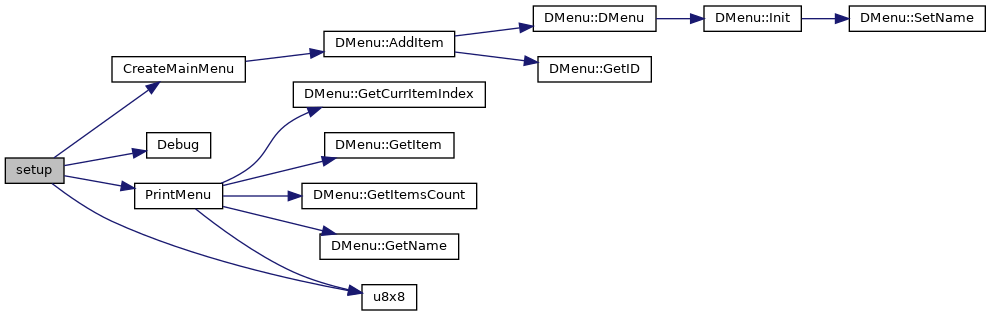 setup
CreateMainMenu
DMenu::AddItem
DMenu::DMenu
DMenu::Init
DMenu::SetName
DMenu::GetID
Debug
PrintMenu
DMenu::GetCurrItemIndex
DMenu::GetItem
DMenu::GetItemsCount
DMenu::GetName
u8x8